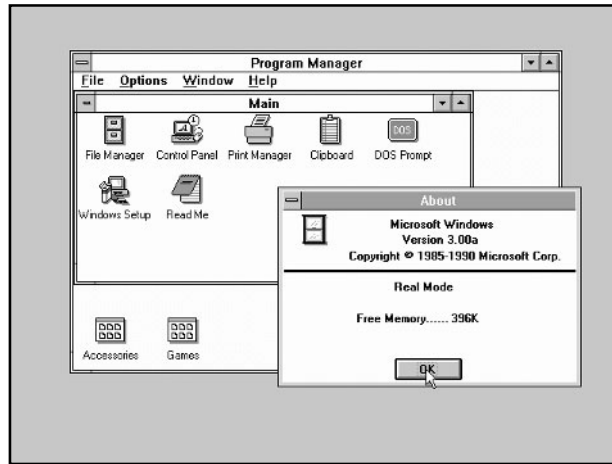 Program Manager
File Options Window Help
Main
File Manager Control Panel Print Manager Clipboard DOS Prompt
DOS
Windows Setup Read Me
About
Microsoft Windows
Version 3.00a
Copyright © 1985-1990 Microsoft Corp.
Real Mode
Free Memory...... 396K
OK
Accessories Games